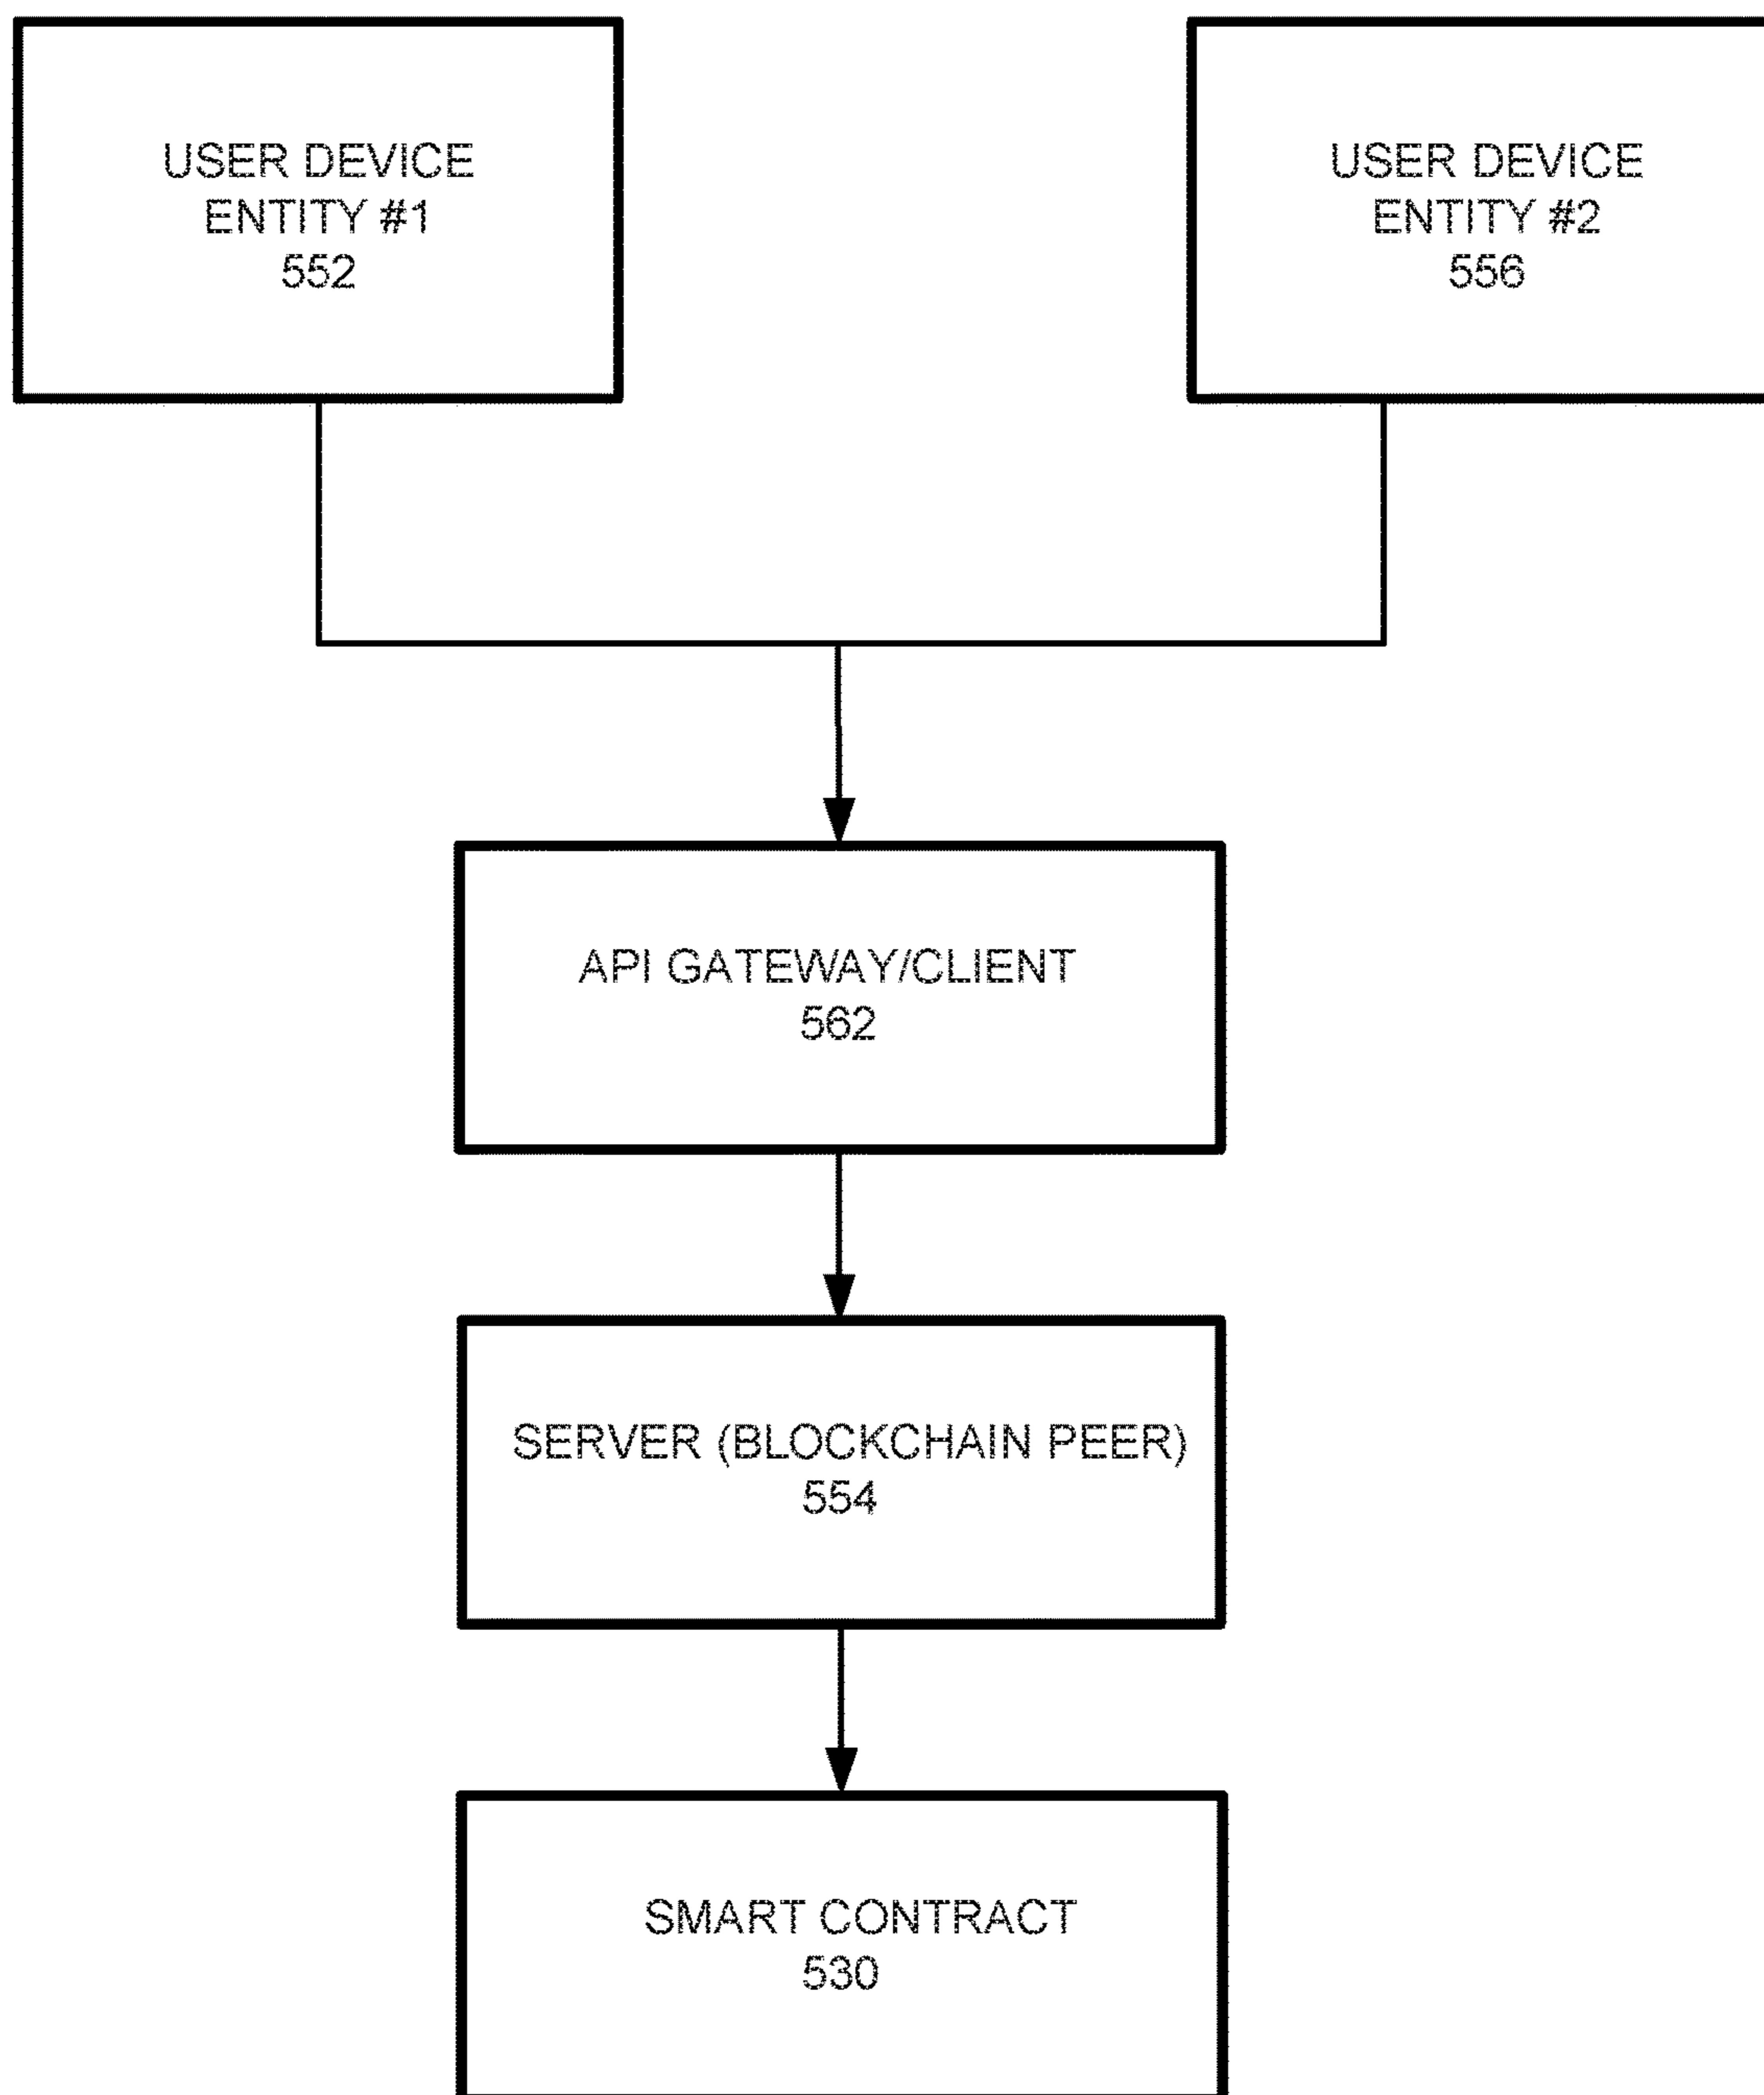 USER DEVICE
ENTITY #1
552
USER DEVICE
ENTITY #2
556
API GATEWAY/CLIENT
562
SERVER (BLOCKCHAIN PEER)
554
SMART CONTRACT
530